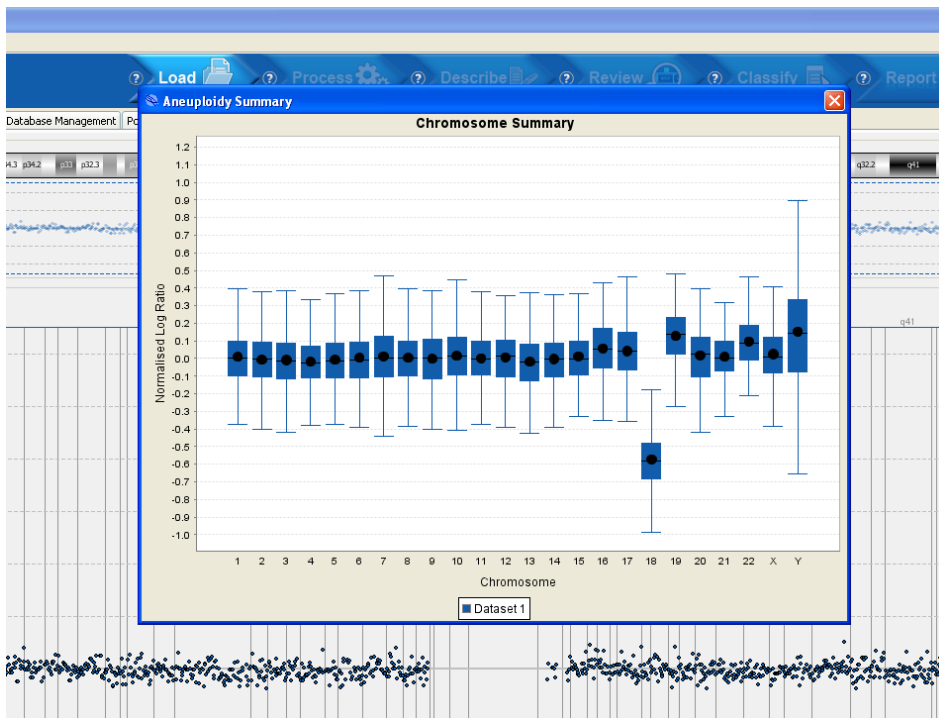 ? Load ? Process ? Describe ? Review ? Classify ? Report
Aneuploidy Summary
Database Management
Chromosome Summary
p34.2 p33 p32.3
q32.2 q41
q41
Normalised Log Ratio
1.2
1.1
1.0
0.9
0.8
0.7
0.6
0.5
0.4
0.3
0.2
0.1
0.0
-0.1
-0.2
-0.3
-0.4
-0.5
-0.6
-0.7
-0.8
-0.9
-1.0
1 2 3 4 5 6 7 8 9 10 11 12 13 14 15 16 17 18 19 20 21 22 X Y
Chromosome
Dataset 1